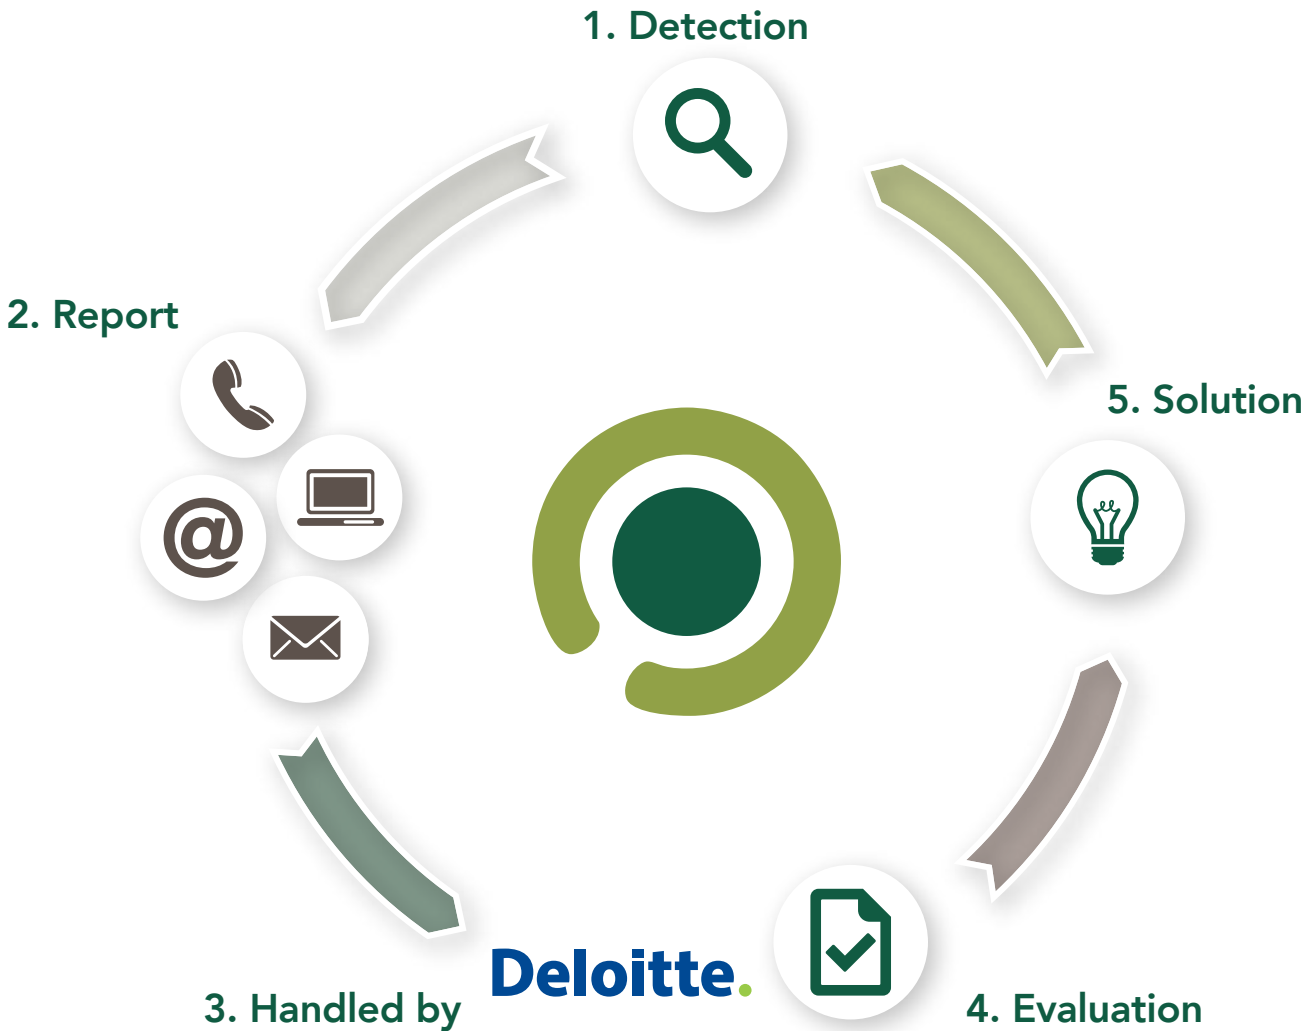 1. Detection
2. Report
@
3. Handled by
Deloitte.
4. Evaluation
5. Solution